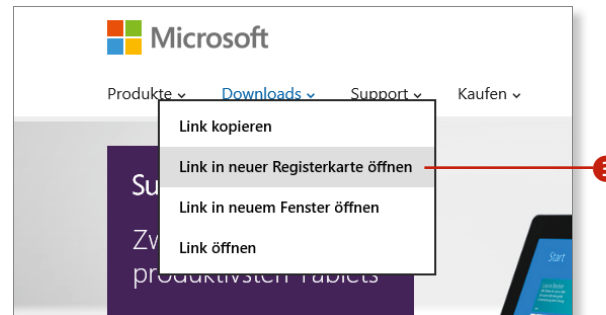 Microsoft
Produkte Downloads Support Kaufen
Link kopieren
Link in neuer Registerkarte öffnen
Su
Link in neuem Fenster öffnen
Zw
Link öffnen
produktivsten Tablets
Start